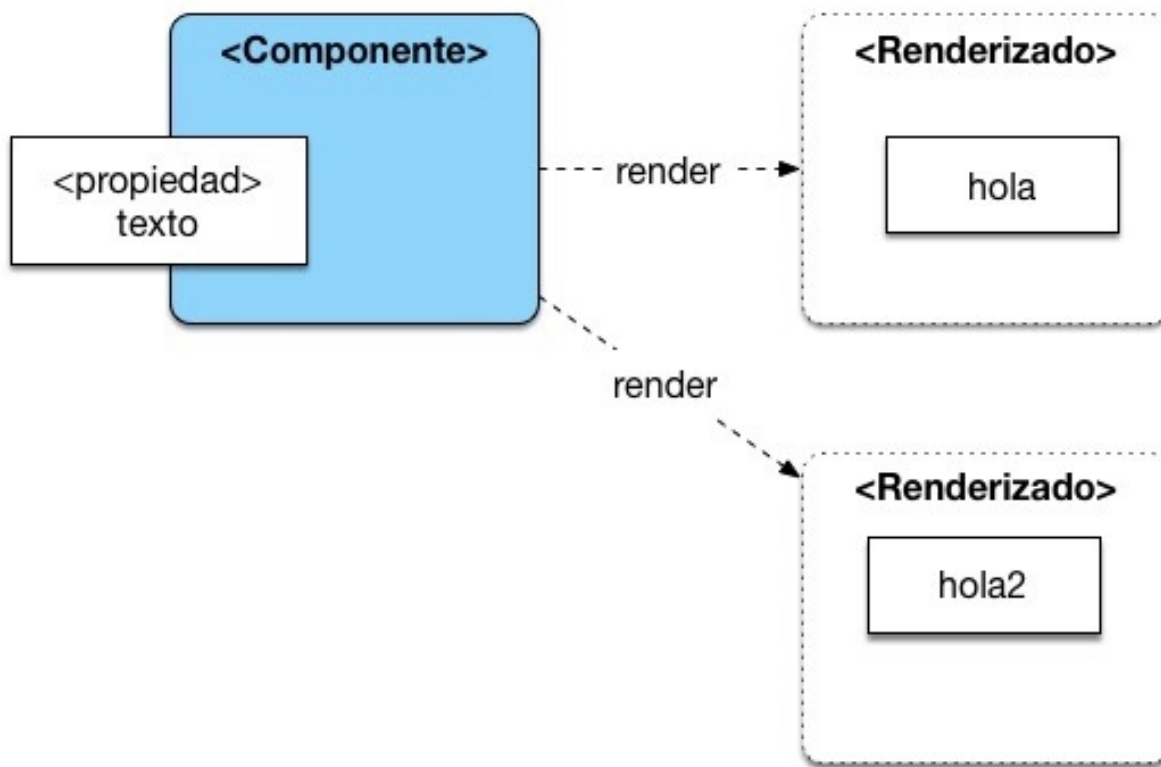 <Componente>
<propiedad>
texto
render
<Renderizado>
hola
render
<Renderizado>
hola2